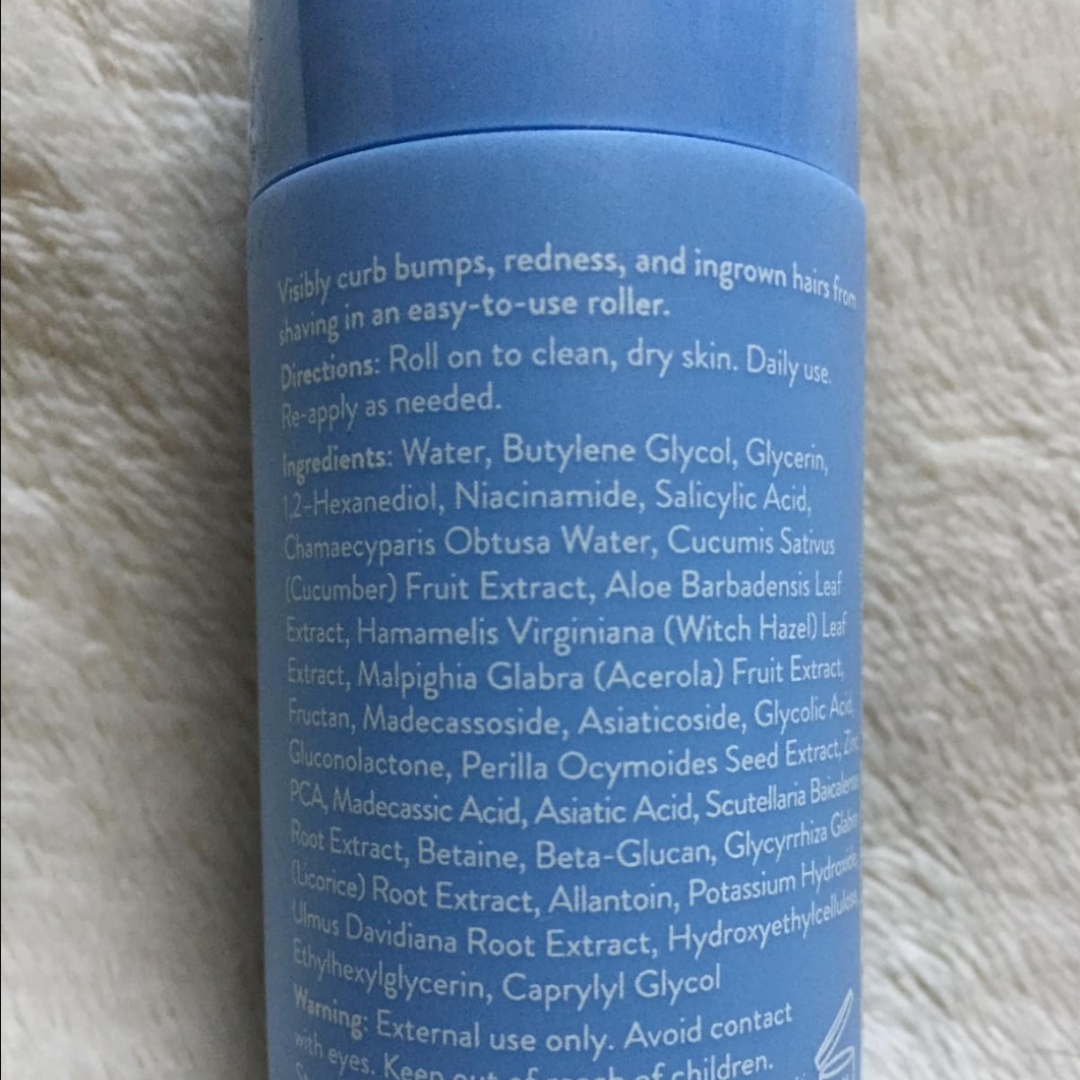 Visibly curb bumps, redness, and ingrown hairs from
shaving in an easy-to-use roller.
Directions: Roll on to clean, dry skin. Daily use.
Re-apply as needed.
Ingredients: Water, Butylene Glycol, Glycerin,
1,2-Hexanediol, Niacinamide, Salicylic Acid,
Chamaecyparis Obtusa Water, Cucumis Sativus
(Cucumber) Fruit Extract, Aloe Barbadensis Leaf
Extract, Hamamelis Virginiana (Witch Hazel) Leaf
Extract, Malpighia Glabra (Acerola) Fruit Extract,
Fructan, Madecassoside, Asiaticoside, Glycolic Acid,
Gluconolactone, Perilla Ocymoides Seed Extract, Zinc
PCA, Madecassic Acid, Asiatic Acid, Scutellaria Baicalensis
Root Extract, Betaine, Beta-Glucan, Glycyrrhiza Glabra
(Licorice) Root Extract, Allantoin, Potassium Hydroxide,
Ulmus Davidiana Root Extract, Hydroxyethylcellulose,
Ethylhexylglycerin, Caprylyl Glycol
Warning: External use only. Avoid contact
with eyes. Keep out of reach of children.